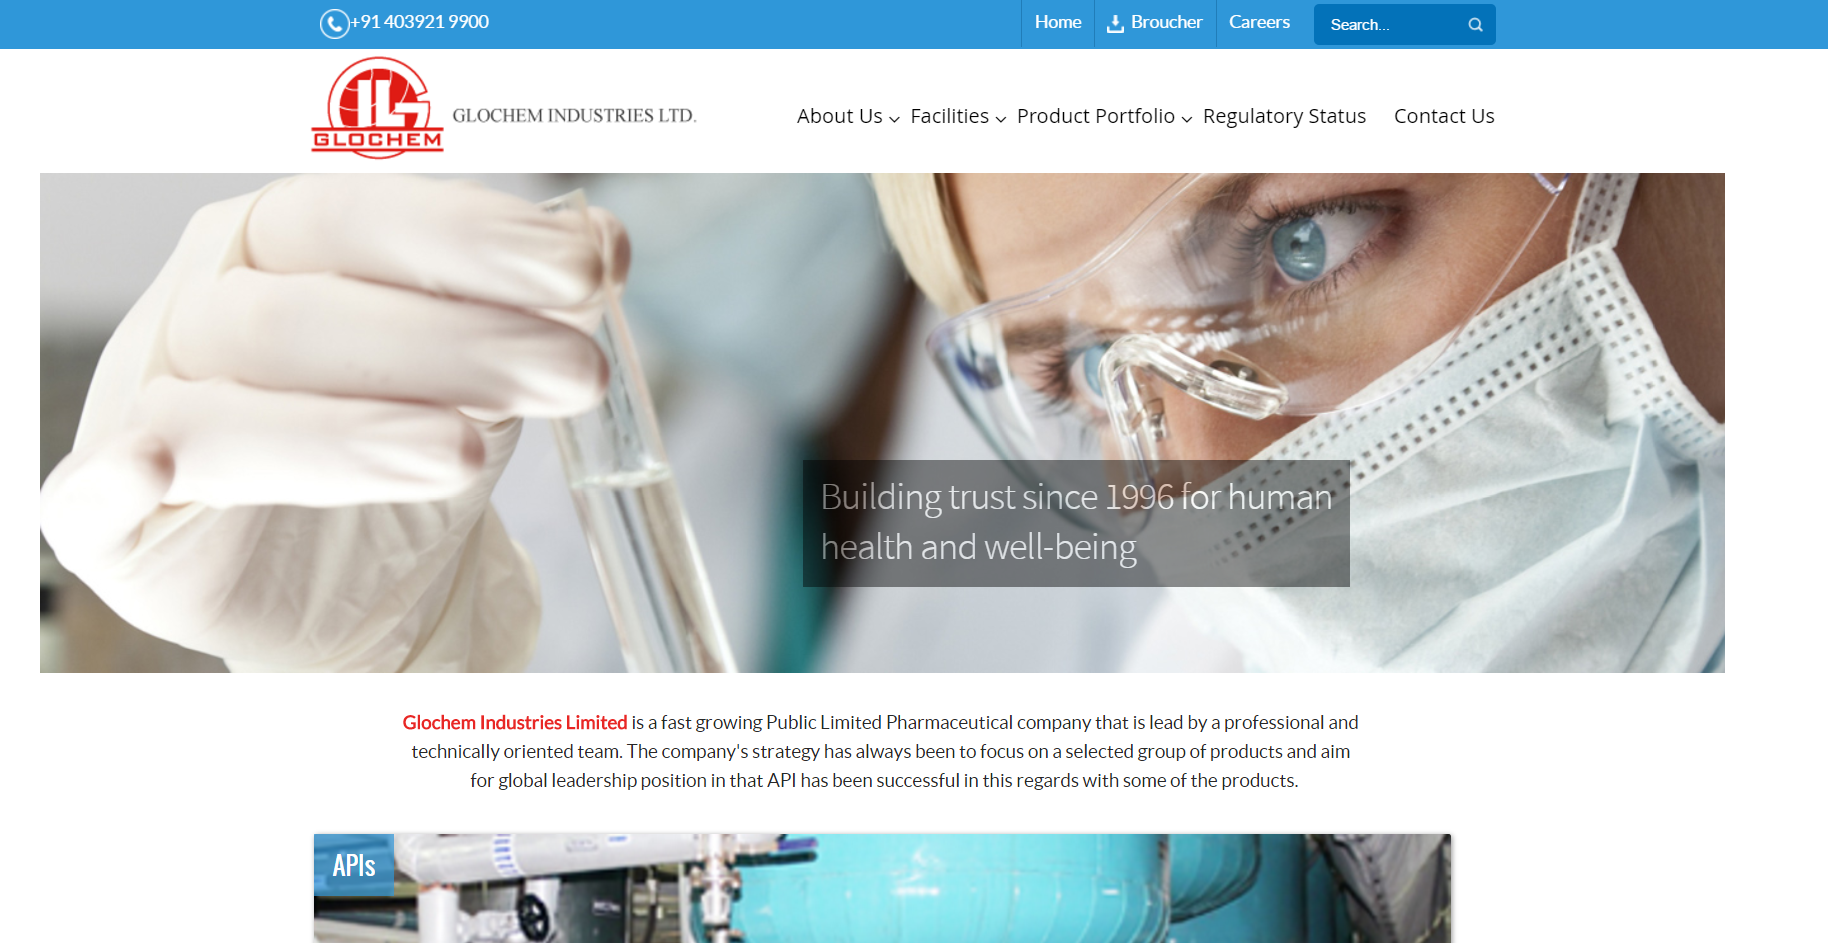 +91 403921 9900
Home
Broucher
Careers
Search...
GLOCHEM
GLOCHEM INDUSTRIES LTD.
About Us
Facilities
Product Portfolio
Regulatory Status
Contact Us
Building trust since 1996 for human
health and well-being
Glochem Industries Limited is a fast growing Public Limited Pharmaceutical company that is lead by a professional and
technically oriented team. The company's strategy has always been to focus on a selected group of products and aim
for global leadership position in that API has been successful in this regards with some of the products.
APIs